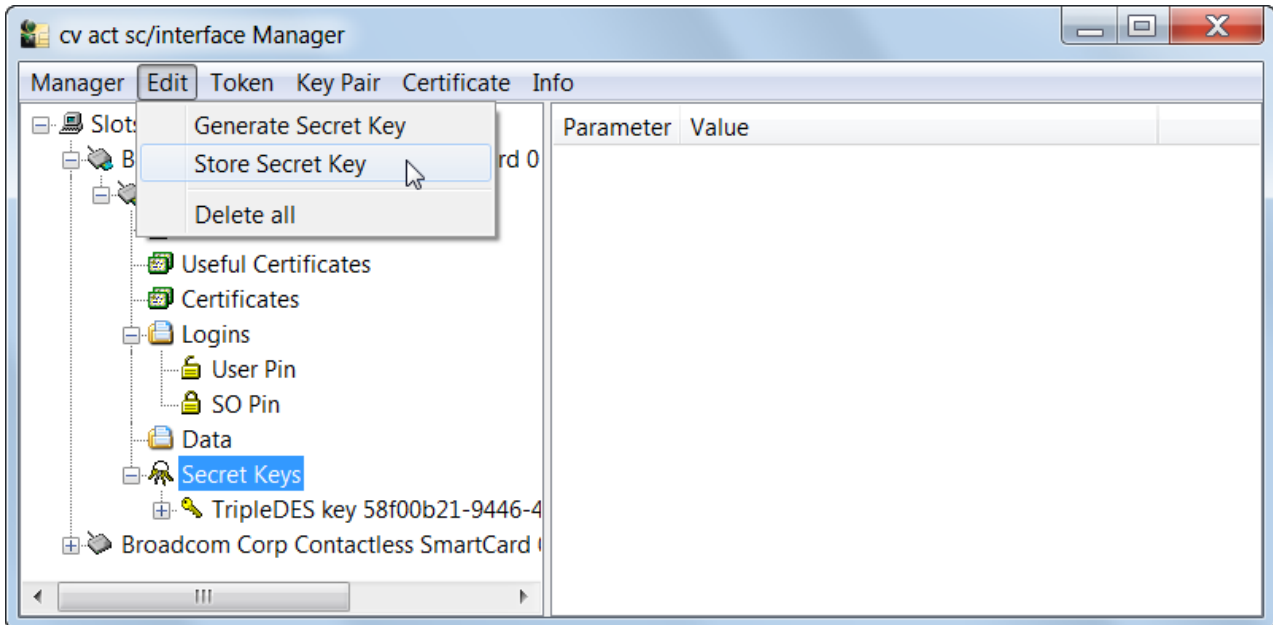 cv act sc/interface Manager
Manager Edit Token Key Pair Certificate Info
Slots
Generate Secret Key
Parameter Value
B
Store Secret Key
rd 0
Delete all
Useful Certificates
Certificates
Logins
User Pin
SO Pin
Data
Secret Keys
TripleDES key 58f00b21-9446-4
Broadcom Corp Contactless SmartCard